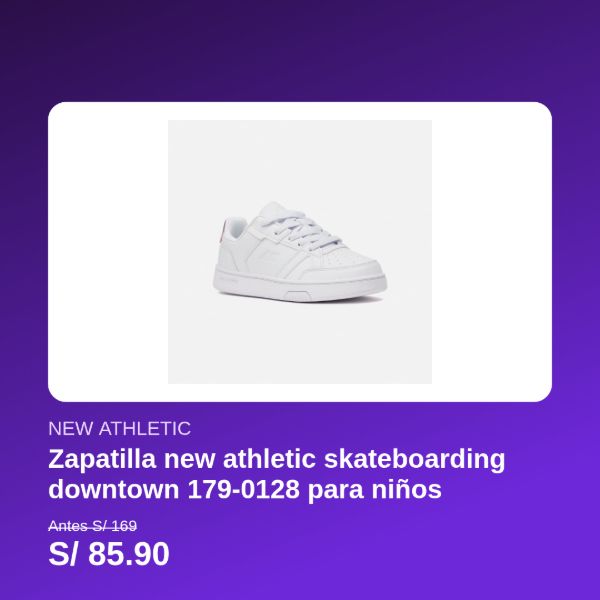 NEW ATHLETIC
Zapatilla new athletic skateboarding
downtown 179-0128 para niños
Antes S/ 169
S/ 85.90